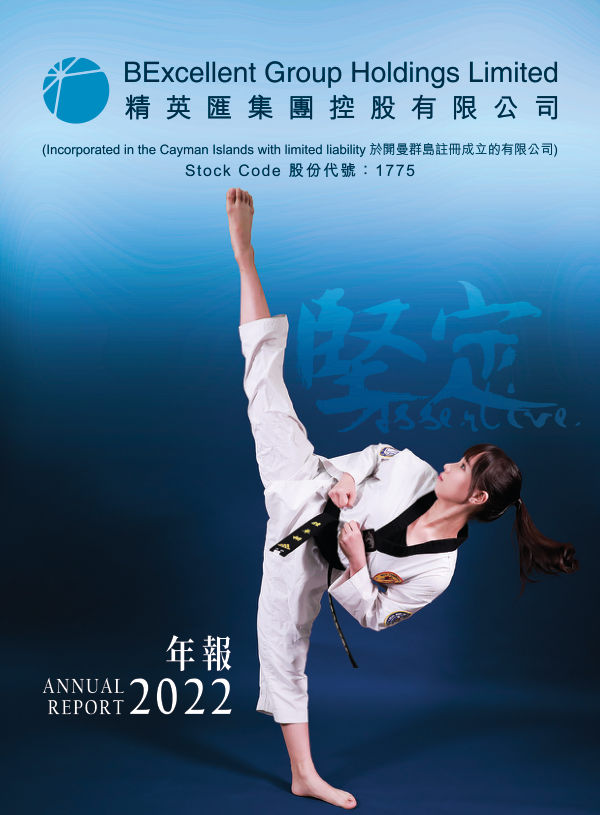 BExcellent Group Holdings Limited
精英匯集團控股有限公司
(Incorporated in the Cayman Islands with limited liability 於開曼群島註冊成立的有限公司)
Stock Code 股份代號：1775
堅定
Assertive.
年報
ANNUAL
REPORT 2022